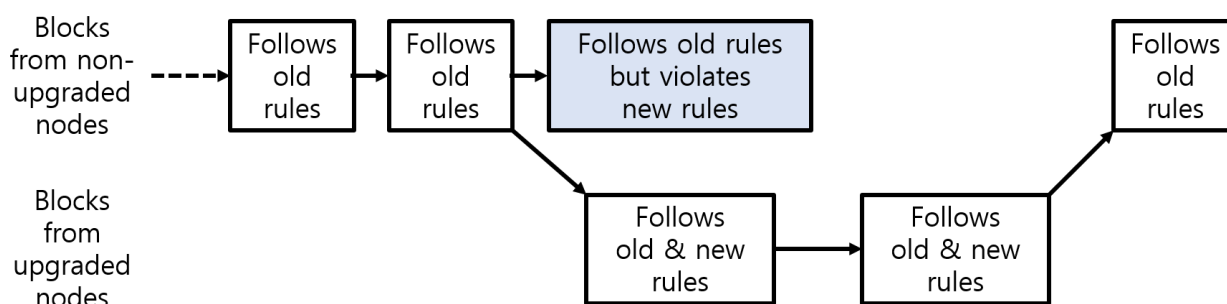 Blocks
from non-
upgraded
nodes
Follows
old
rules
Follows
old
rules
Follows old rules
but violates
new rules
Follows
old
rules
Blocks
from
upgraded
nodes
Follows
old & new
rules
Follows
old & new
rules